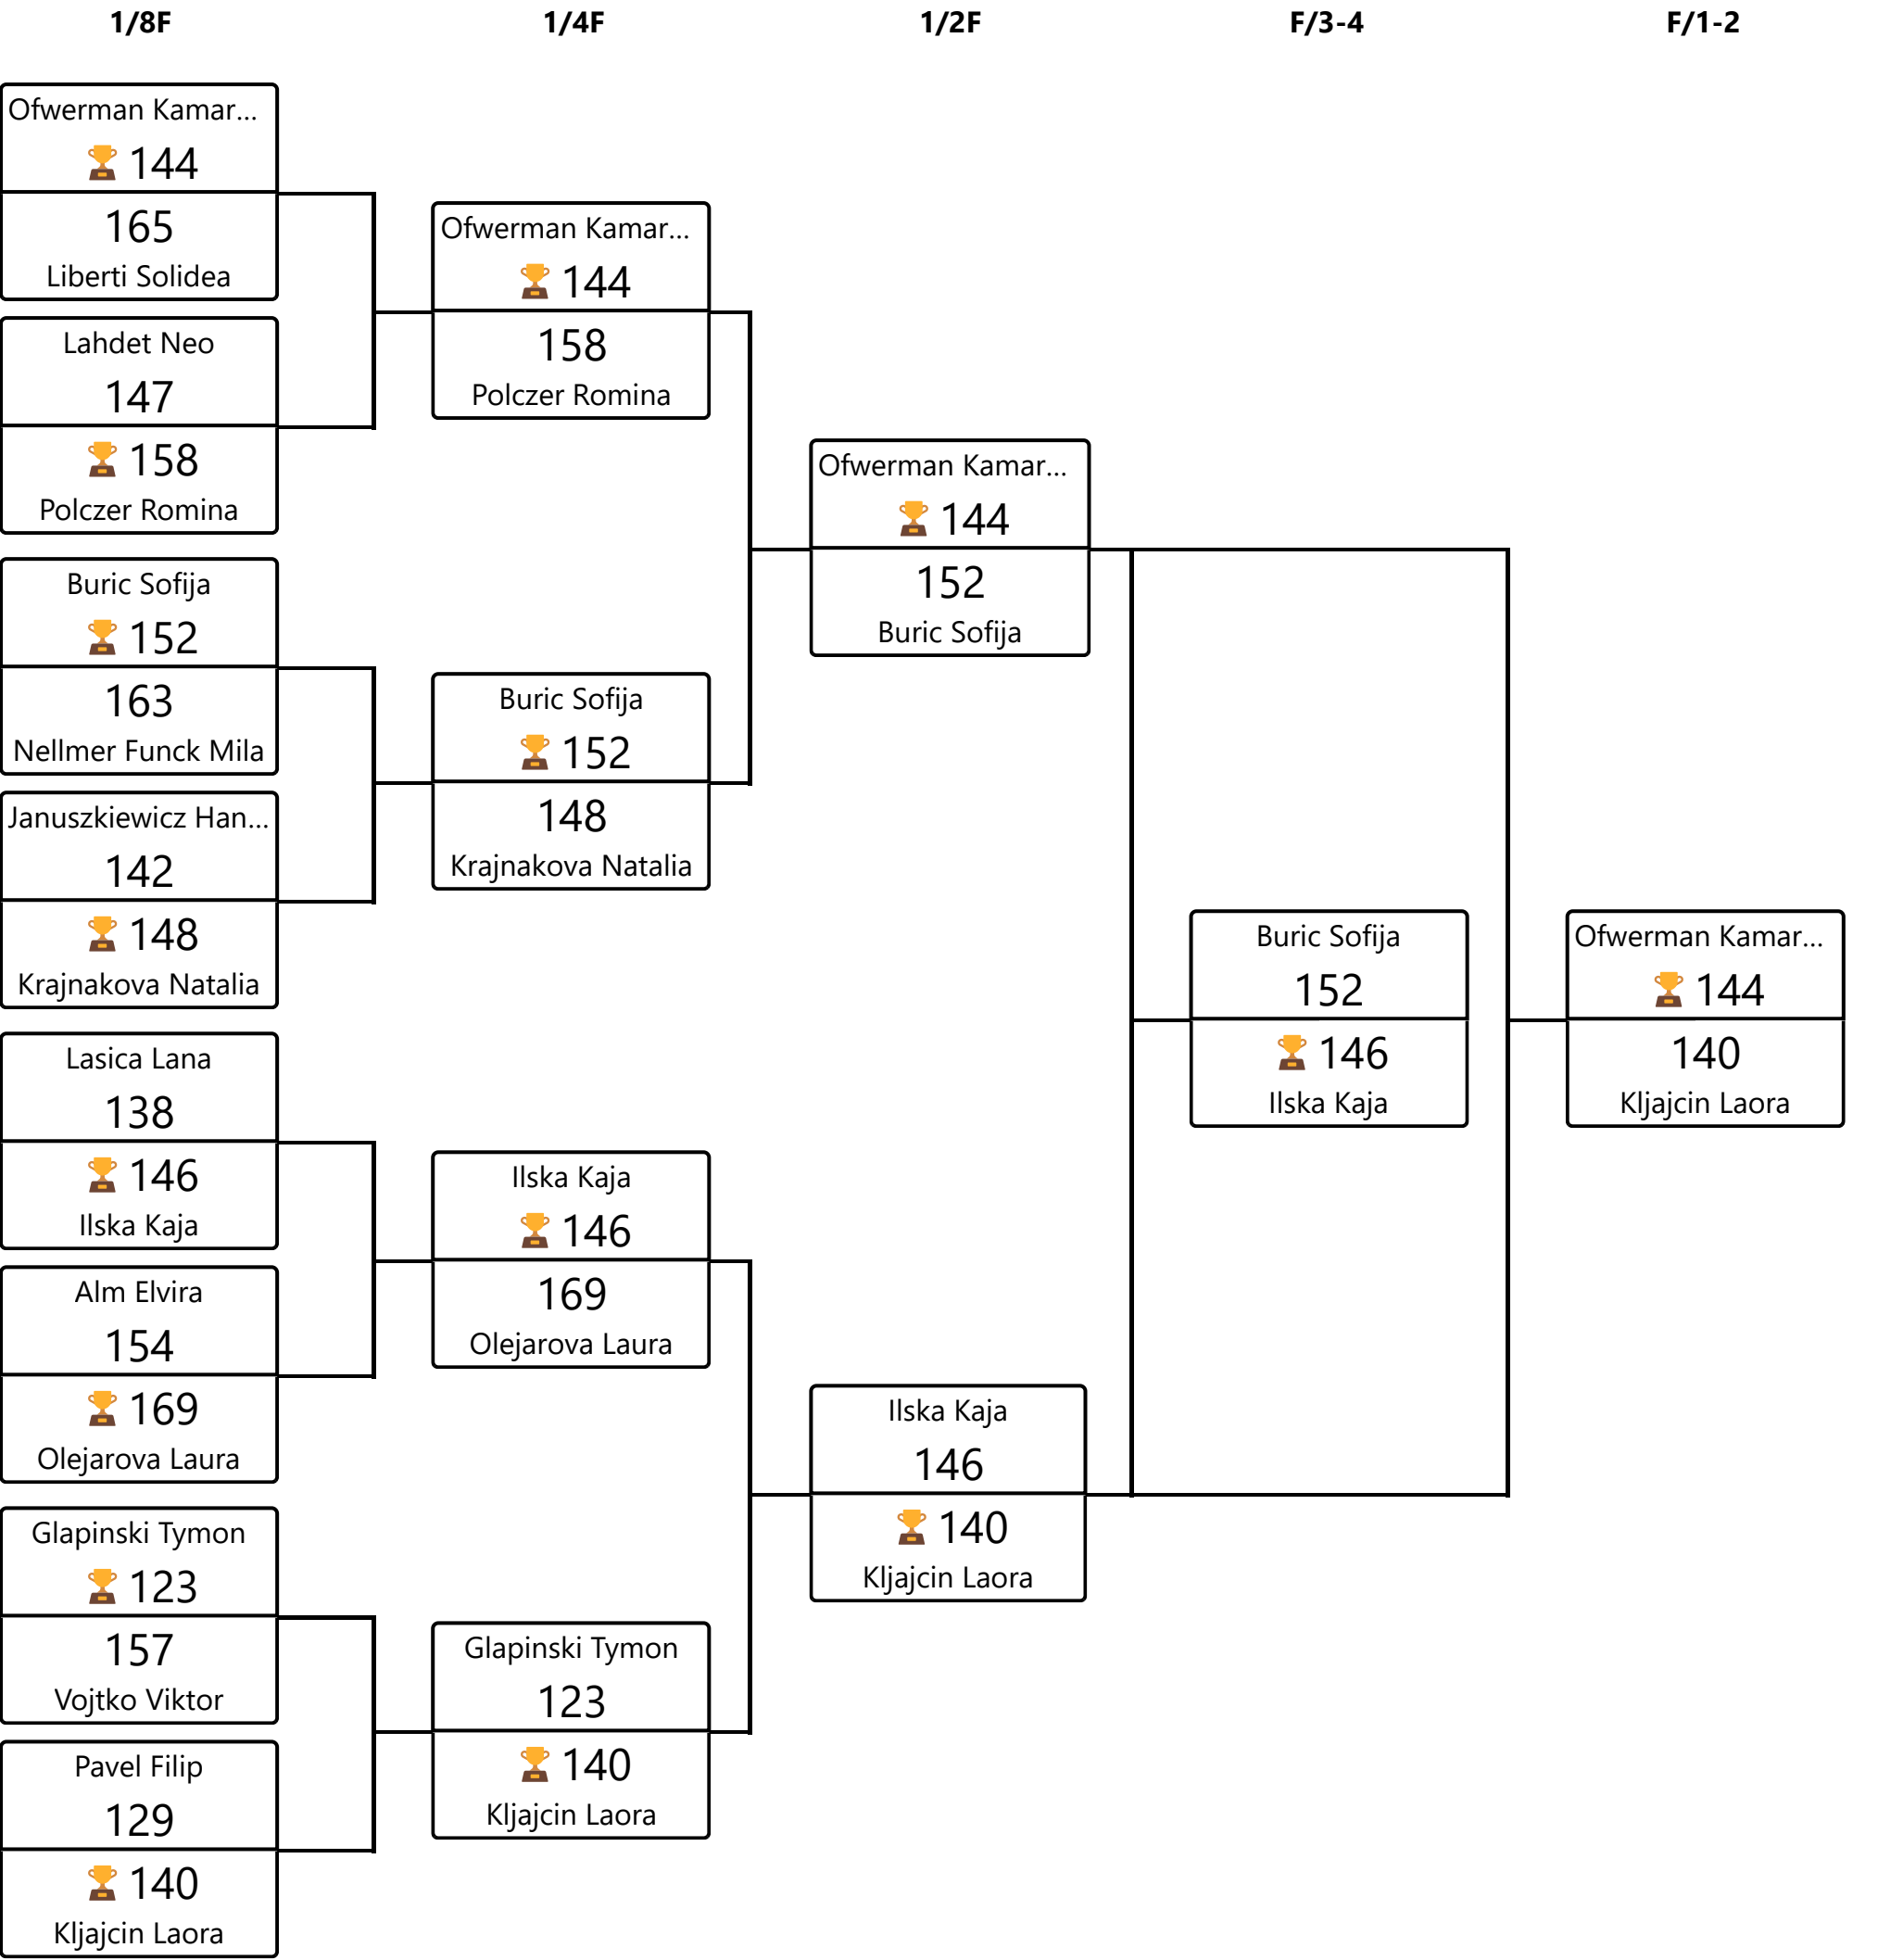 1/8F
1/4F
1/2F
F/3-4
F/1-2
Ofwerman Kamar...
144
165
Liberti Solidea
Lahdet Neo
147
158
Polczer Romina
Buric Sofija
152
163
Nellmer Funck Mila
Januszkiewicz Han...
142
148
Krajnakova Natalia
Lasica Lana
138
146
Ilska Kaja
Alm Elvira
154
169
Olejarova Laura
Glapinski Tymon
123
157
Vojtko Viktor
Pavel Filip
129
140
Kljajcin Laora
Ofwerman Kamar...
144
158
Polczer Romina
Buric Sofija
152
148
Krajnakova Natalia
Ilska Kaja
146
169
Olejarova Laura
Glapinski Tymon
123
140
Kljajcin Laora
Ofwerman Kamar...
144
152
Buric Sofija
Ilska Kaja
146
140
Kljajcin Laora
Buric Sofija
152
146
Ilska Kaja
Ofwerman Kamar...
144
140
Kljajcin Laora